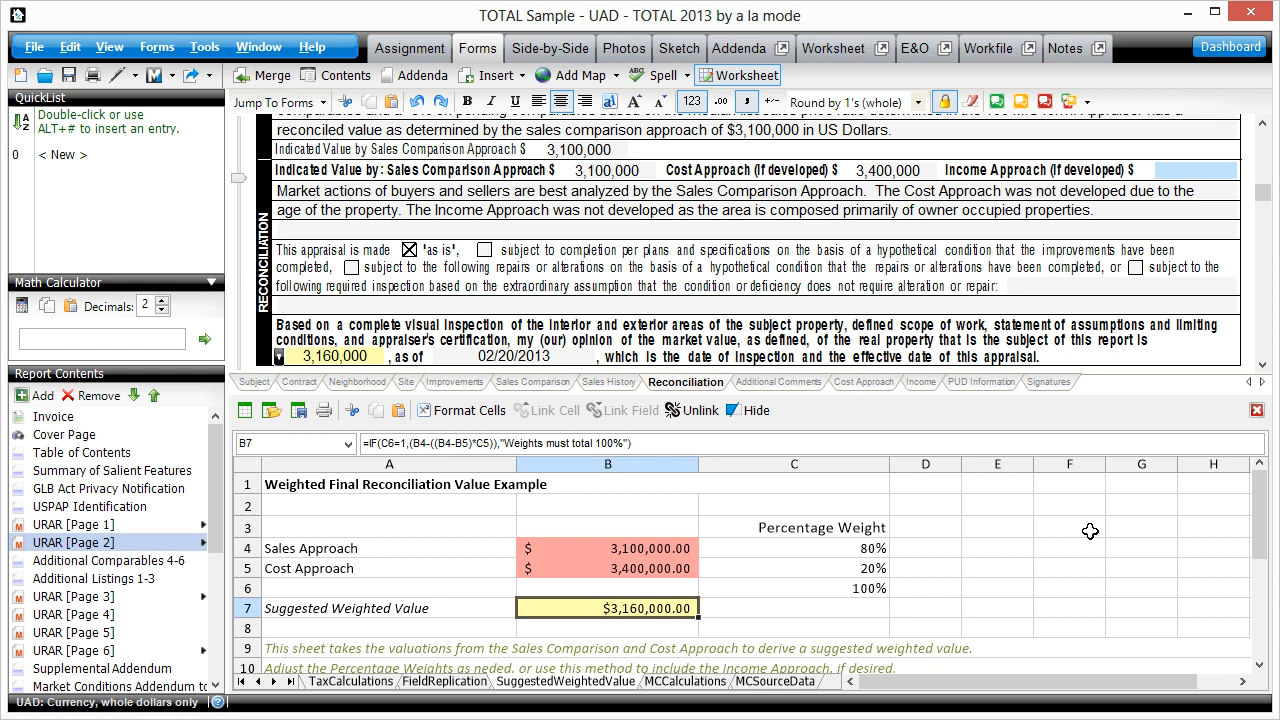 TOTAL Sample - UAD - TOTAL 2013 by a la mode
File Edit View Forms Tools Window Help
Assignment Forms Side-by-Side Photos Sketch Addenda Worksheet E&O Workfile Notes Dashboard
Merge Contents Addenda Insert Add Map ABC Spell Worksheet
QuickList
Jump To Forms B I U 123 .00 Round by 1's (whole)
Double-click or use
ALT+# to insert an entry.
0 < New >
reconciled value as determined by the sales comparison approach of $3,100,000 in US Dollars.
Indicated Value by Sales Comparison Approach $ 3,100,000
Indicated Value by: Sales Comparison Approach $ 3,100,000 Cost Approach (if developed) $ 3,400,000 Income Approach (if developed) $
Market actions of buyers and sellers are best analyzed by the Sales Comparison Approach. The Cost Approach was not developed due to the
age of the property. The Income Approach was not developed as the area is composed primarily of owner occupied properties.
RECONCILIATION
This appraisal is made "as is", subject to completion per plans and specifications on the basis of a hypothetical condition that the improvements have been
completed, subject to the following repairs or alterations on the basis of a hypothetical condition that the repairs or alterations have been completed, or subject to the
following required inspection based on the extraordinary assumption that the condition or deficiency does not require alteration or repair:
Based on a complete visual inspection of the interior and exterior areas of the subject property, defined scope of work, statement of assumptions and limiting
conditions, and appraiser's certification, my (our) opinion of the market value, as defined, of the real property that is the subject of this report is
3,160,000 , as of 02/20/2013 , which is the date of inspection and the effective date of this appraisal.
Math Calculator
Decimals: 2
Report Contents
Add Remove
Invoice
Cover Page
Table of Contents
Summary of Salient Features
GLB Act Privacy Notification
USPAP Identification
URAR [Page 1]
URAR [Page 2]
Additional Comparables 4-6
Additional Listings 1-3
URAR [Page 3]
URAR [Page 4]
URAR [Page 5]
URAR [Page 6]
Supplemental Addendum
Market Conditions Addendum to
Subject Contract Neighborhood Site Improvements Sales Comparison Sales History Reconciliation Additional Comments Cost Approach Income PUD Information Signatures
Format Cells Link Cell Link Field Unlink Hide
B7 =IF(C6=1,(B4-((B4-B5)*C5)),"Weights must total 100%")
A B C D E F G H
1 Weighted Final Reconciliation Value Example
2
3 Percentage Weight
4 Sales Approach $ 3,100,000.00 80%
5 Cost Approach $ 3,400,000.00 20%
6 100%
7 Suggested Weighted Value $3,160,000.00
8
9 This sheet takes the valuations from the Sales Comparison and Cost Approach to derive a suggested weighted value.
10 Adjust the Percentage Weight as neded, or use this method to include the Income Approach, if desired.
TaxCalculations FieldReplication SuggestedWeightedValue MCCalculations MCSourceData
UAD: Currency, whole dollars only